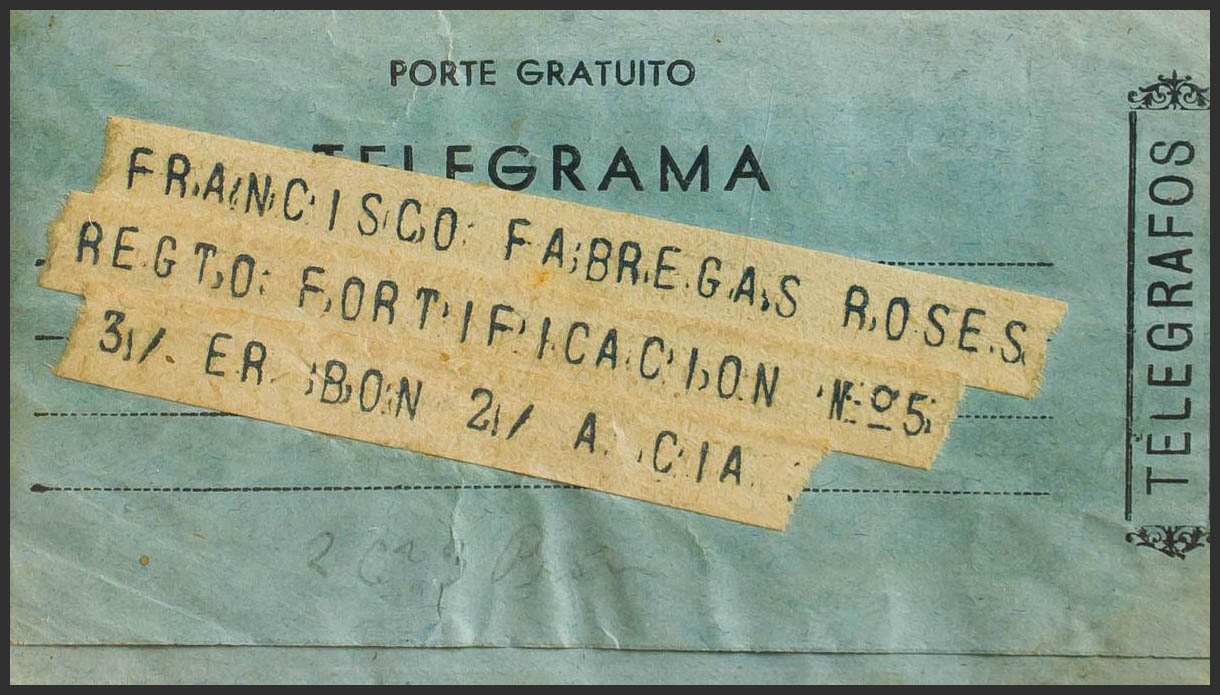 PORTE GRATUITO
TELEGRAMA
FRANCISCO FABREGAS ROSES
REGTO FORTIFICACION Nº5
3/ ER BON 2/ A CIA
TELEGRAFOS